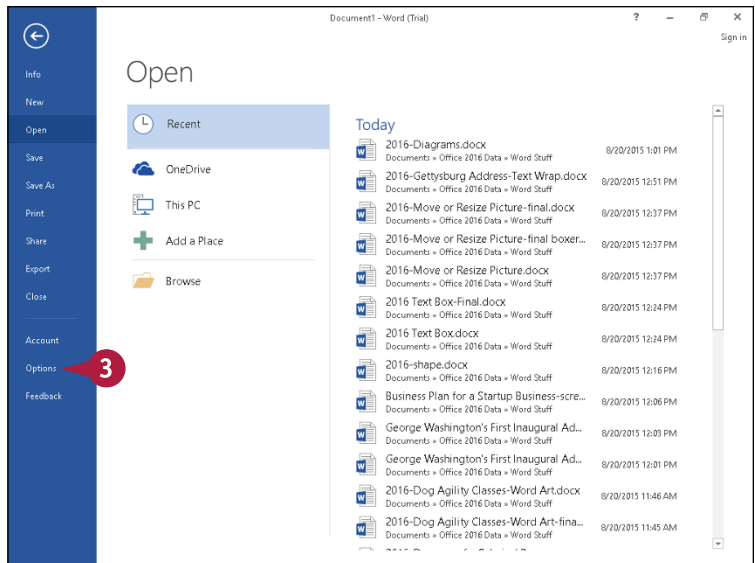 Document1 - Word (Trial)
?
Sign in
Info
New
Open
Save
Save As
Print
Share
Export
Close
Account
Options
Feedback
3
Open
Recent
OneDrive
This PC
Add a Place
Browse
Today
2016-Diagrams.docx
Documents » Office 2016 Data » Word Stuff
8/20/2015 1:01 PM
2016-Gettysburg Address-Text Wrap.docx
Documents » Office 2016 Data » Word Stuff
8/20/2015 12:51 PM
2016-Move or Resize Picture-final.docx
Documents » Office 2016 Data » Word Stuff
8/20/2015 12:37 PM
2016-Move or Resize Picture-final boxer...
Documents » Office 2016 Data » Word Stuff
8/20/2015 12:37 PM
2016-Move or Resize Picture.docx
Documents » Office 2016 Data » Word Stuff
8/20/2015 12:37 PM
2016 Text Box-Final.docx
Documents » Office 2016 Data » Word Stuff
8/20/2015 12:24 PM
2016 Text Box.docx
Documents » Office 2016 Data » Word Stuff
8/20/2015 12:24 PM
2016-shape.docx
Documents » Office 2016 Data » Word Stuff
8/20/2015 12:16 PM
Business Plan for a Startup Business-scre...
Documents » Office 2016 Data » Word Stuff
8/20/2015 12:06 PM
George Washington's First Inaugural Ad...
Documents » Office 2016 Data » Word Stuff
8/20/2015 12:03 PM
George Washington's First Inaugural Ad...
Documents » Office 2016 Data » Word Stuff
8/20/2015 12:01 PM
2016-Dog Agility Classes-Word Art.docx
Documents » Office 2016 Data » Word Stuff
8/20/2015 11:46 AM
2016-Dog Agility Classes-Word Art-fina...
Documents » Office 2016 Data » Word Stuff
8/20/2015 11:45 AM